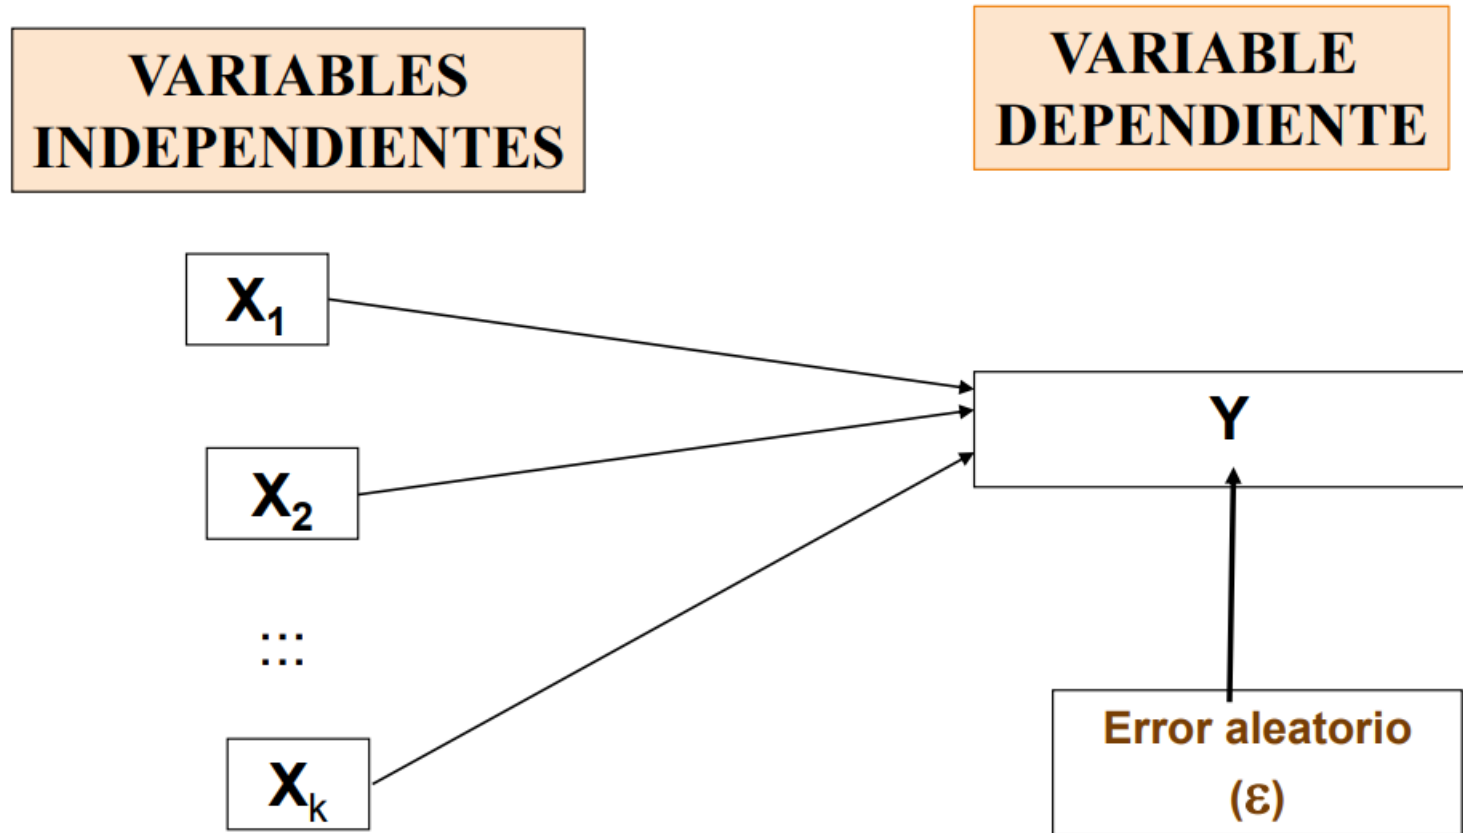 VARIABLES
INDEPENDIENTES
VARIABLE
DEPENDIENTE
X₁
Y
X₂
:::
Xₖ
Error aleatorio
(ε)